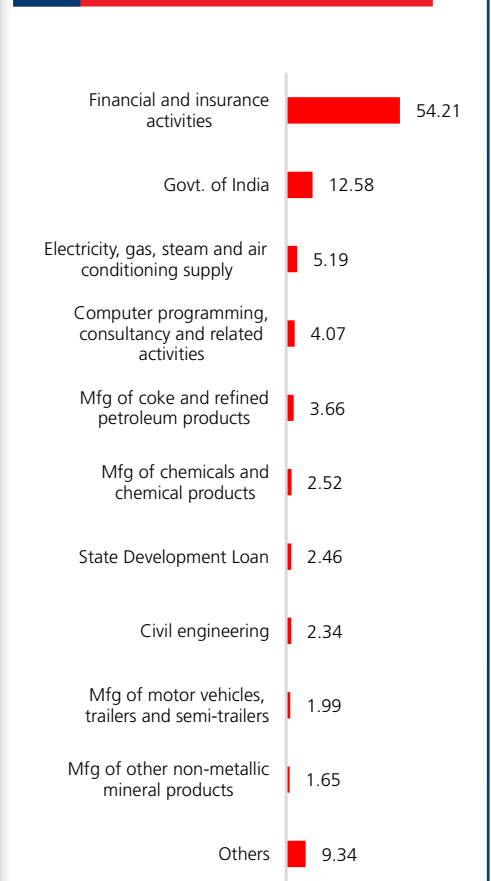 Financial and insurance
activities
54.21
Govt. of India
12.58
Electricity, gas, steam and air
conditioning supply
5.19
Computer programming,
consultancy and related
activities
4.07
Mfg of coke and refined
petroleum products
3.66
Mfg of chemicals and
chemical products
2.52
State Development Loan
2.46
Civil engineering
2.34
Mfg of motor vehicles,
trailers and semi-trailers
1.99
Mfg of other non-metallic
mineral products
1.65
Others
9.34